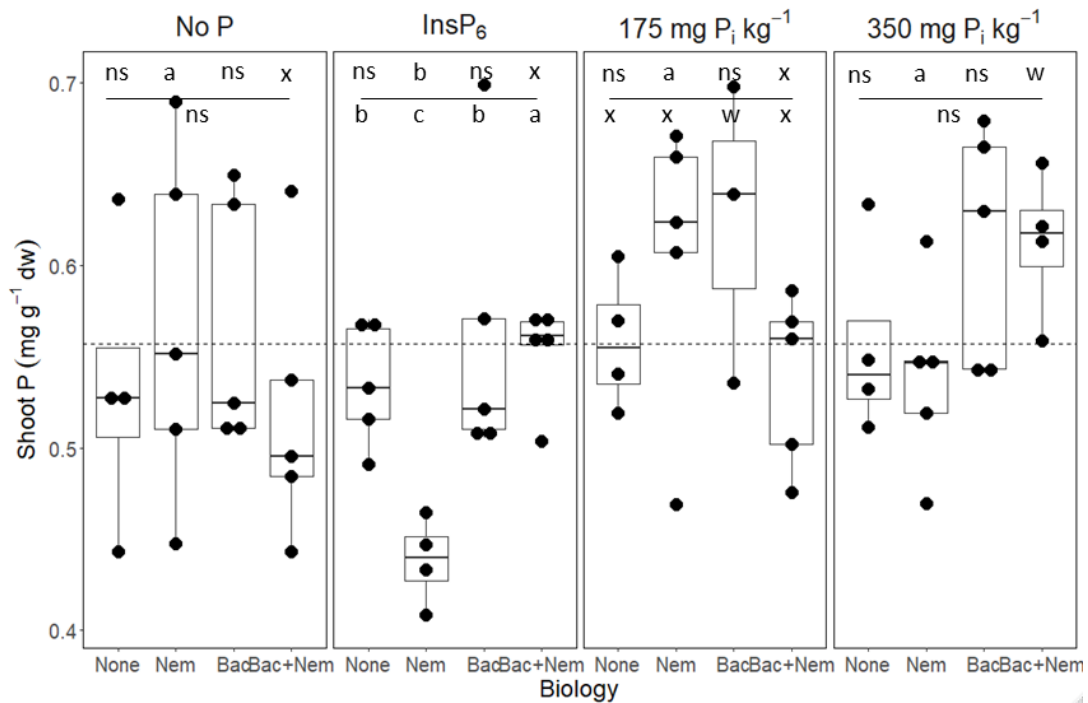 No P InsP₆ 175 mg Pᵢ kg⁻¹ 350 mg Pᵢ kg⁻¹
ns a ns x ns b ns x ns a ns x ns a ns w
ns b c b a x x w x ns
0.7
0.6
0.5
0.4
Shoot P (mg g⁻¹ dw)
None Nem Bac Bac+Nem None Nem Bac Bac+Nem None Nem Bac Bac+Nem None Nem Bac Bac+Nem
Biology